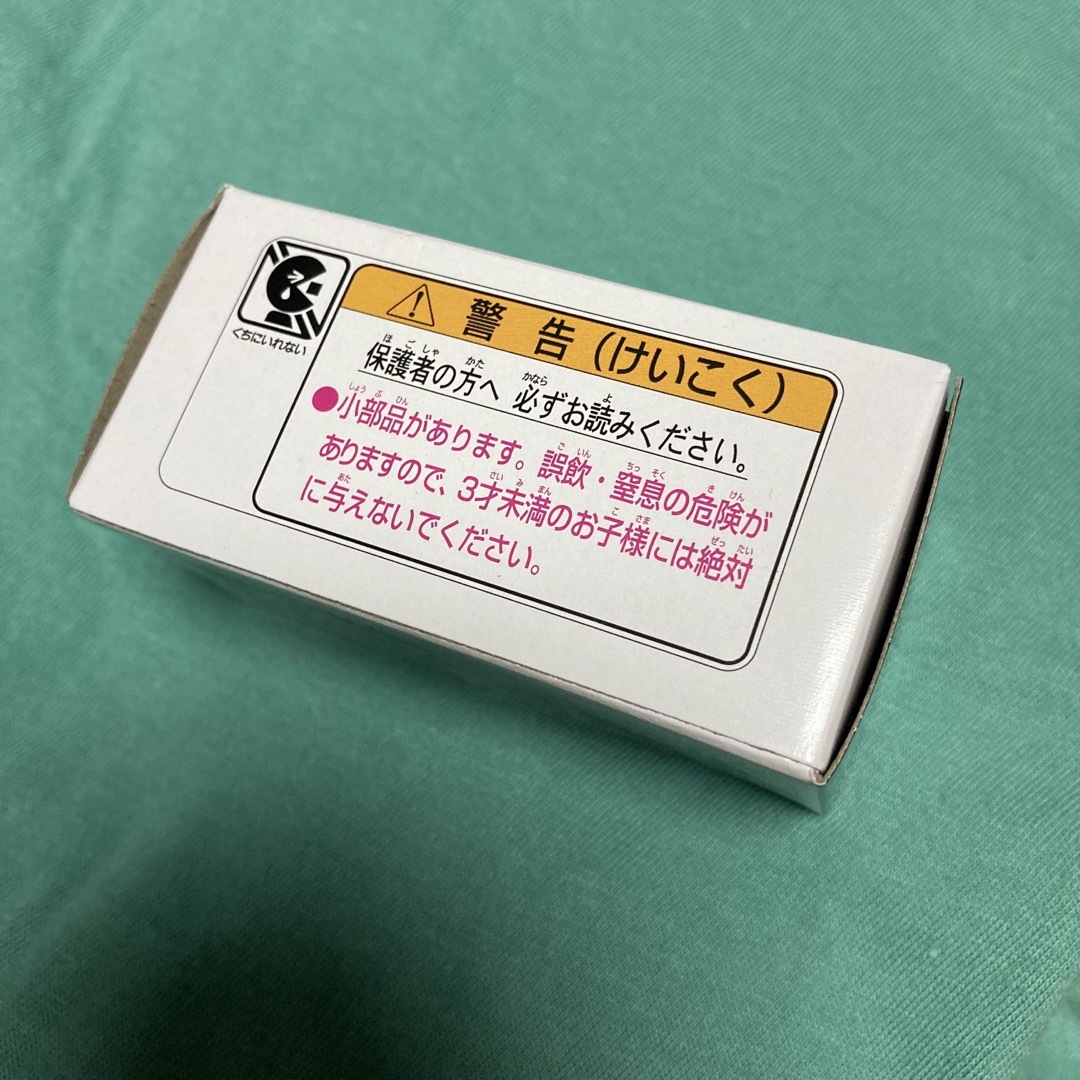 くちにいれない
警告(けいこく)
保護者の方へ 必ずお読みください。
●小部品があります。誤飲・窒息の危険が
ありますので、3才未満のお子様には絶対
に与えないでください。